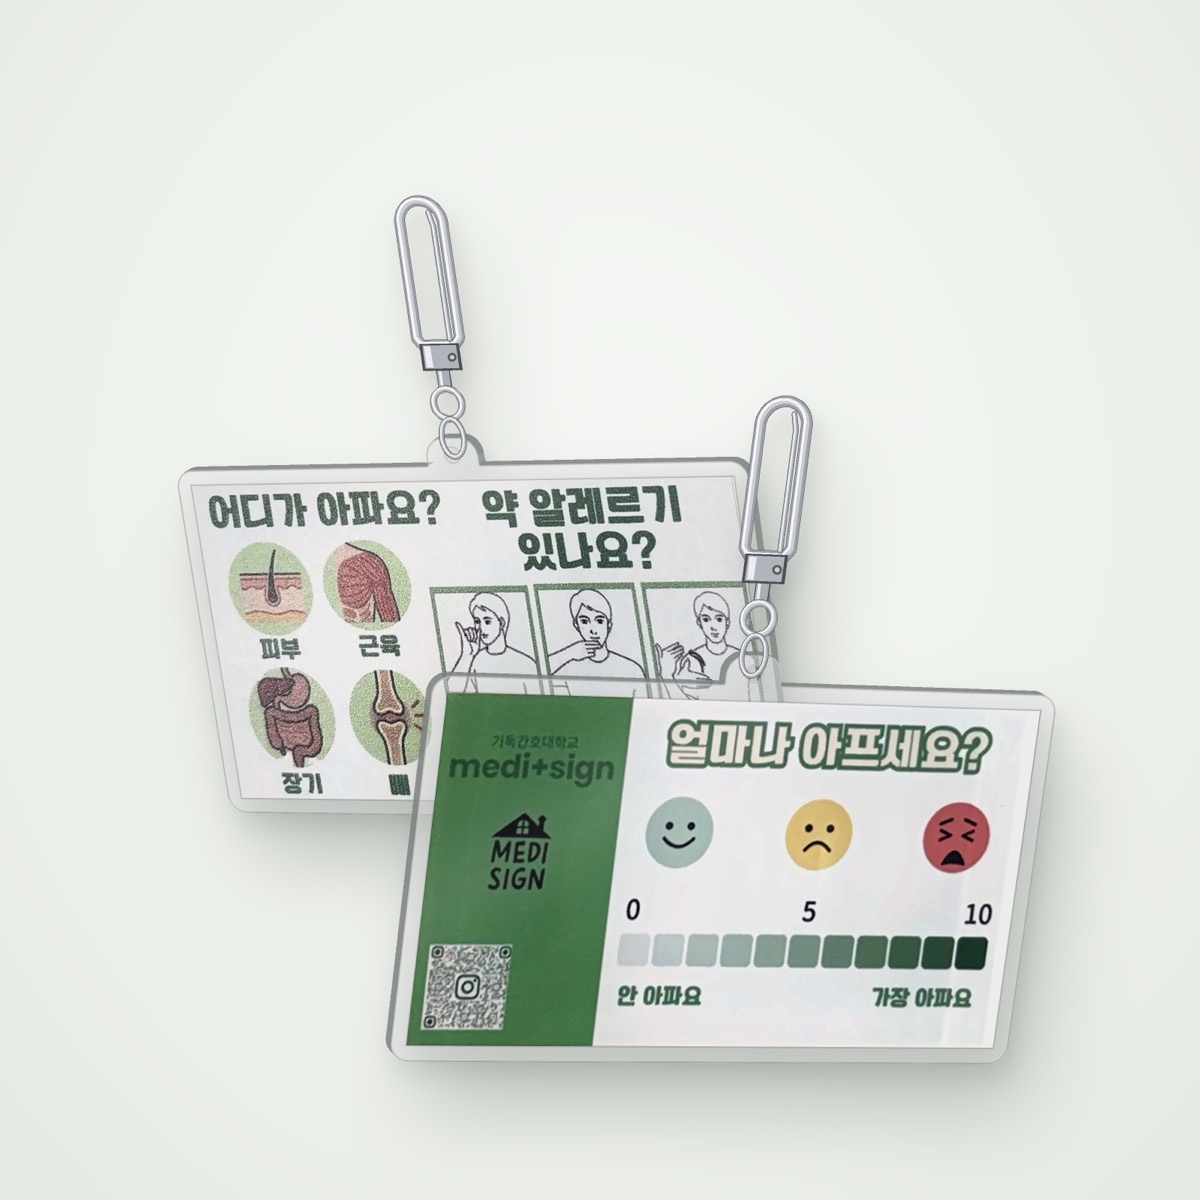 어디가 아파요?
약 알레르기
있나요?
피부
근육
장기
뼈
기독간호대학교
medi+sign
MEDI
SIGN
얼마나 아프세요?
0
5
10
안 아파요
가장 아파요